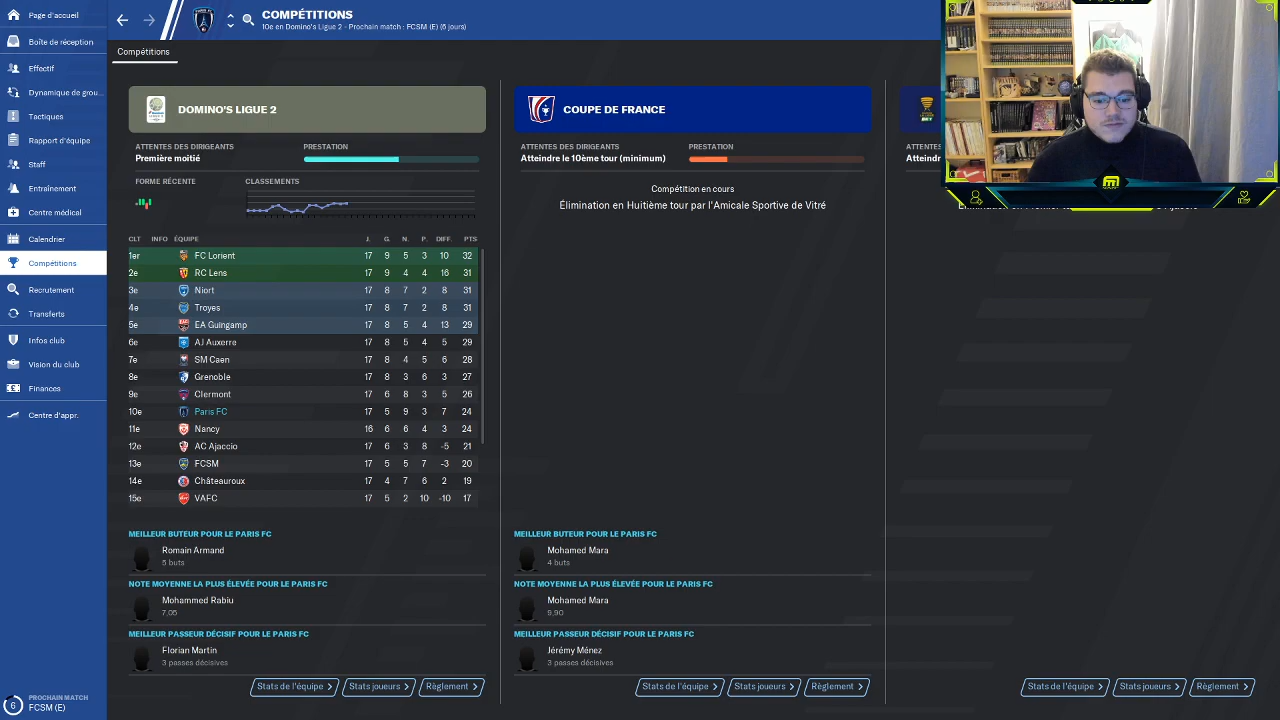 Page d'accueil
Boîte de réception
Effectif
Dynamique de grou...
Tactiques
Rapport d'équipe
Staff
Entraînement
Centre médical
Calendrier
Compétitions
Recrutement
Transferts
Infos club
Vision du club
Finances
Centre d'appr.
6 PROCHAIN MATCH
FCSM (E)
COMPÉTITIONS
10e en Domino's Ligue 2 - Prochain match : FCSM (E) (6 jours)
Compétitions
DOMINO'S LIGUE 2
ATTENTES DES DIRIGEANTS PRESTATION
Première moitié
FORME RÉCENTE CLASSEMENTS
CLT INFO ÉQUIPE J. G. N. P. DIFF. PTS
1er FC Lorient 17 9 5 3 10 32
2e RC Lens 17 9 4 4 16 31
3e Niort 17 8 7 2 8 31
4e Troyes 17 8 7 2 8 31
5e EA Guingamp 17 8 5 4 13 29
6e AJ Auxerre 17 8 5 4 5 29
7e SM Caen 17 8 4 5 6 28
8e Grenoble 17 8 3 6 3 27
9e Clermont 17 6 8 3 5 26
10e Paris FC 17 5 9 3 7 24
11e Nancy 16 6 6 4 3 24
12e AC Ajaccio 17 6 3 8 -5 21
13e FCSM 17 5 5 7 -3 20
14e Châteauroux 17 4 7 6 2 19
15e VAFC 17 5 2 10 -10 17
MEILLEUR BUTEUR POUR LE PARIS FC
Romain Armand
5 buts
NOTE MOYENNE LA PLUS ÉLEVÉE POUR LE PARIS FC
Mohammed Rabiu
7,05
MEILLEUR PASSEUR DÉCISIF POUR LE PARIS FC
Florian Martin
3 passes décisives
Stats de l'équipe Stats joueurs Règlement
COUPE DE FRANCE
ATTENTES DES DIRIGEANTS PRESTATION
Atteindre le 10ème tour (minimum)
Compétition en cours
Élimination en Huitième tour par l'Amicale Sportive de Vitré
MEILLEUR BUTEUR POUR LE PARIS FC
Mohamed Mara
4 buts
NOTE MOYENNE LA PLUS ÉLEVÉE POUR LE PARIS FC
Mohamed Mara
9,90
MEILLEUR PASSEUR DÉCISIF POUR LE PARIS FC
Jérémy Ménez
3 passes décisives
Stats de l'équipe Stats joueurs Règlement
Stats de l'équipe Stats joueurs Règlement